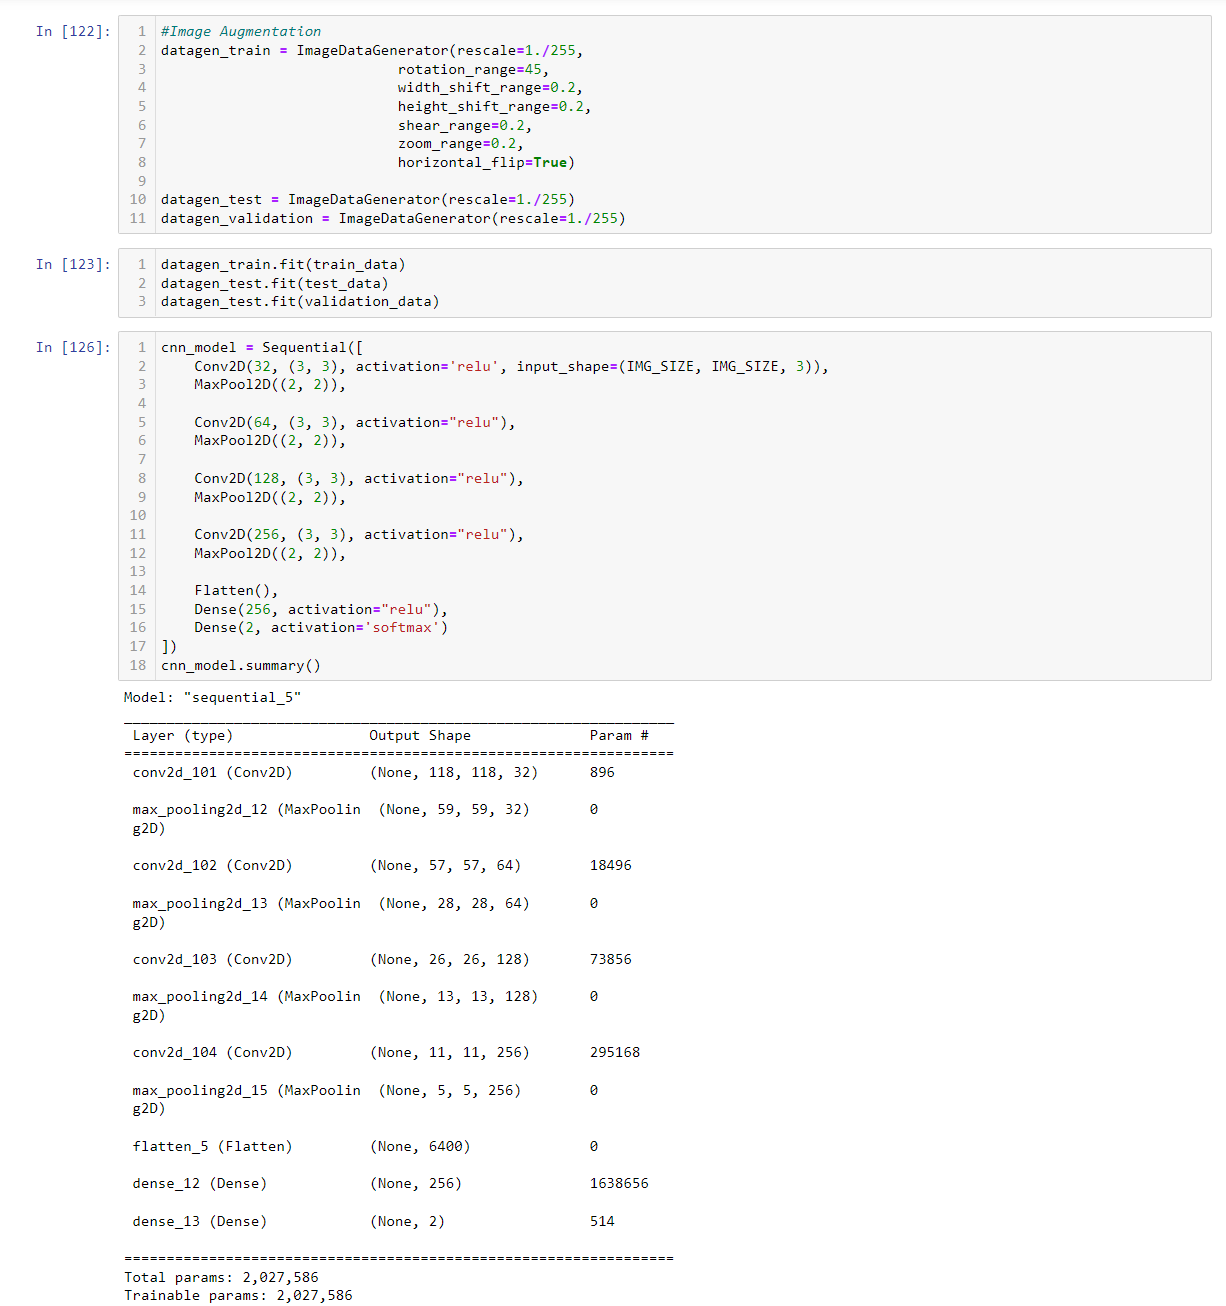 In [122]:
1 #Image Augmentation
2 datagen_train = ImageDataGenerator(rescale=1./255,
3                             rotation_range=45,
4                             width_shift_range=0.2,
5                             height_shift_range=0.2,
6                             shear_range=0.2,
7                             zoom_range=0.2,
8                             horizontal_flip=True)
9
10 datagen_test = ImageDataGenerator(rescale=1./255)
11 datagen_validation = ImageDataGenerator(rescale=1./255)
In [123]:
1 datagen_train.fit(train_data)
2 datagen_test.fit(test_data)
3 datagen_test.fit(validation_data)
In [126]:
1 cnn_model = Sequential([
2     Conv2D(32, (3, 3), activation='relu', input_shape=(IMG_SIZE, IMG_SIZE, 3)),
3     MaxPool2D((2, 2)),
4
5     Conv2D(64, (3, 3), activation="relu"),
6     MaxPool2D((2, 2)),
7
8     Conv2D(128, (3, 3), activation="relu"),
9     MaxPool2D((2, 2)),
10
11     Conv2D(256, (3, 3), activation="relu"),
12     MaxPool2D((2, 2)),
13
14     Flatten(),
15     Dense(256, activation="relu"),
16     Dense(2, activation='softmax')
17 ])
18 cnn_model.summary()
Model: "sequential_5"
_________________________________________________________________
Layer (type)                Output Shape              Param #
=================================================================
conv2d_101 (Conv2D)         (None, 118, 118, 32)      896
max_pooling2d_12 (MaxPoolin  (None, 59, 59, 32)       0
g2D)
conv2d_102 (Conv2D)         (None, 57, 57, 64)        18496
max_pooling2d_13 (MaxPoolin  (None, 28, 28, 64)       0
g2D)
conv2d_103 (Conv2D)         (None, 26, 26, 128)       73856
max_pooling2d_14 (MaxPoolin  (None, 13, 13, 128)      0
g2D)
conv2d_104 (Conv2D)         (None, 11, 11, 256)       295168
max_pooling2d_15 (MaxPoolin  (None, 5, 5, 256)        0
g2D)
flatten_5 (Flatten)         (None, 6400)              0
dense_12 (Dense)            (None, 256)               1638656
dense_13 (Dense)            (None, 2)                 514
=================================================================
Total params: 2,027,586
Trainable params: 2,027,586